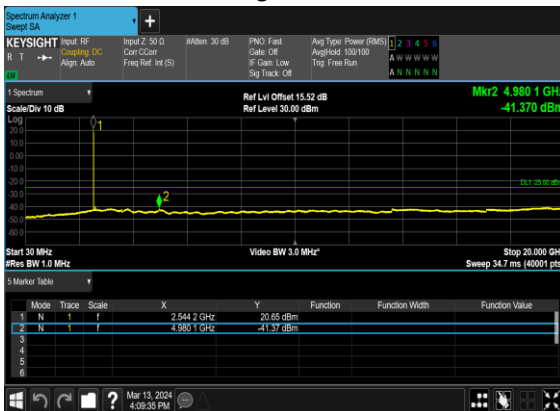 Spectrum Analyzer 1
Swept SA
+
KEYSIGHT Input: RF Input Z: 50 Ω #Atten: 30 dB PNO: Fast Avg Type: Power (RMS) 1 2 3 4 5 6
R T Coupling: DC Corr CCorr Gate: Off Avg|Hold: 100/100 A W W W W W
Align: Auto Freq Ref: Int (S) IF Gain: Low Trig: Free Run
LV Sig Track: Off A N N N N N
1 Spectrum Ref Lvl Offset 15.52 dB Mkr2 4.980 1 GHz
Scale/Div 10 dB Ref Level 30.00 dBm -41.370 dBm
Log
20.0 1
10.0
0.00
-10.0
-20.0 DL1 -25.00 dBm
-30.0 2
-40.0
-50.0
-60.0
Start 30 MHz Video BW 3.0 MHz* Stop 20.000 GHz
#Res BW 1.0 MHz Sweep 34.7 ms (40001 pts)
5 Marker Table
Mode Trace Scale X Y Function Function Width Function Value
1 N 1 f 2.544 2 GHz 20.65 dBm
2 N 1 f 4.980 1 GHz -41.37 dBm
3
4
5
6
? Mar 13, 2024
4:09:35 PM